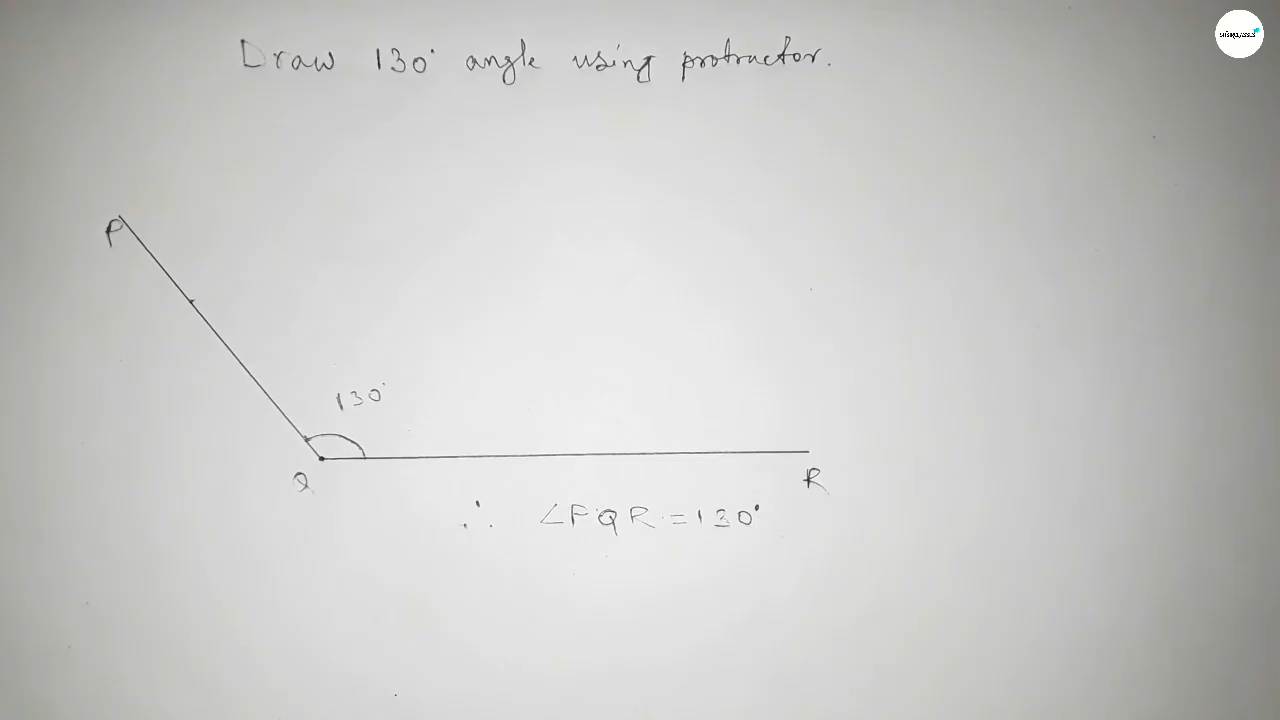 Draw 130° angle using protractor.
P
130°
Q
R
∴ ∠PQR = 130°